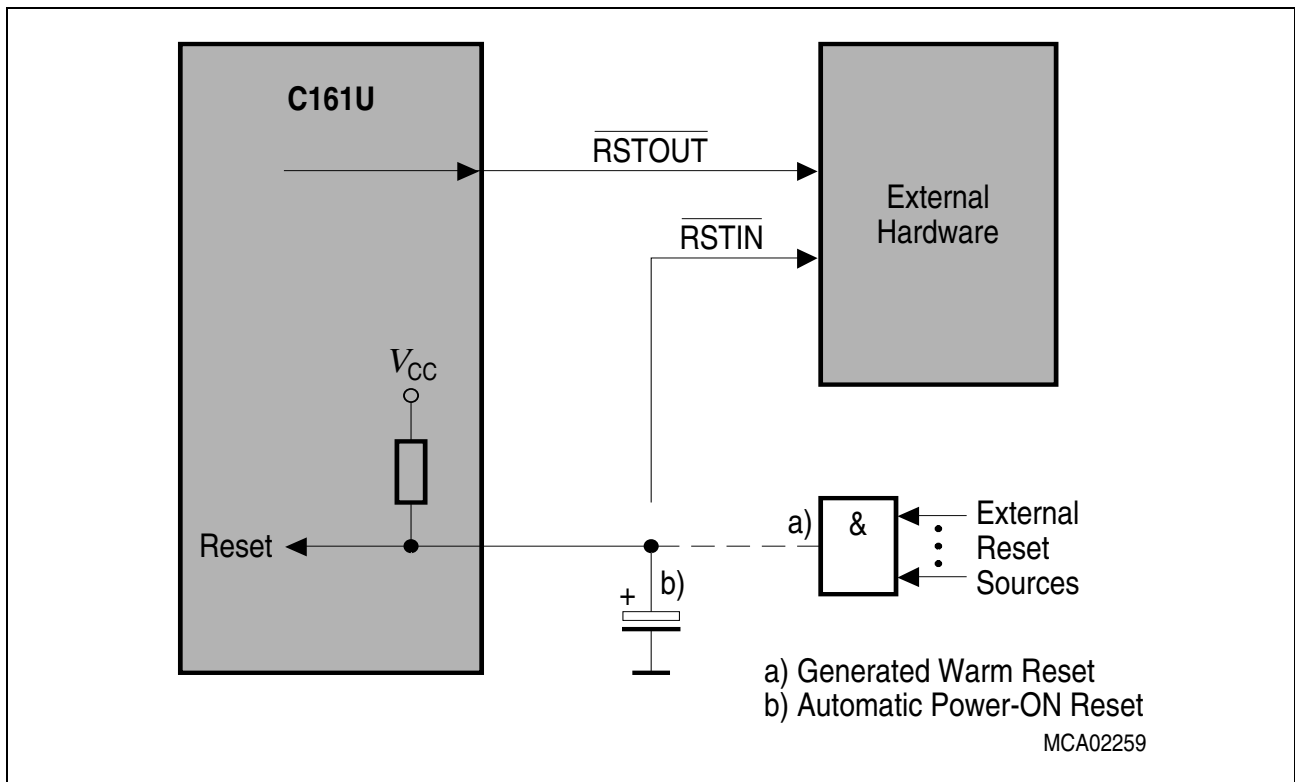 C161U
RSTOUT
External
Hardware
RSTIN
VCC
Reset
a)
&
External
Reset
Sources
b)
+
a) Generated Warm Reset
b) Automatic Power-ON Reset
MCA02259